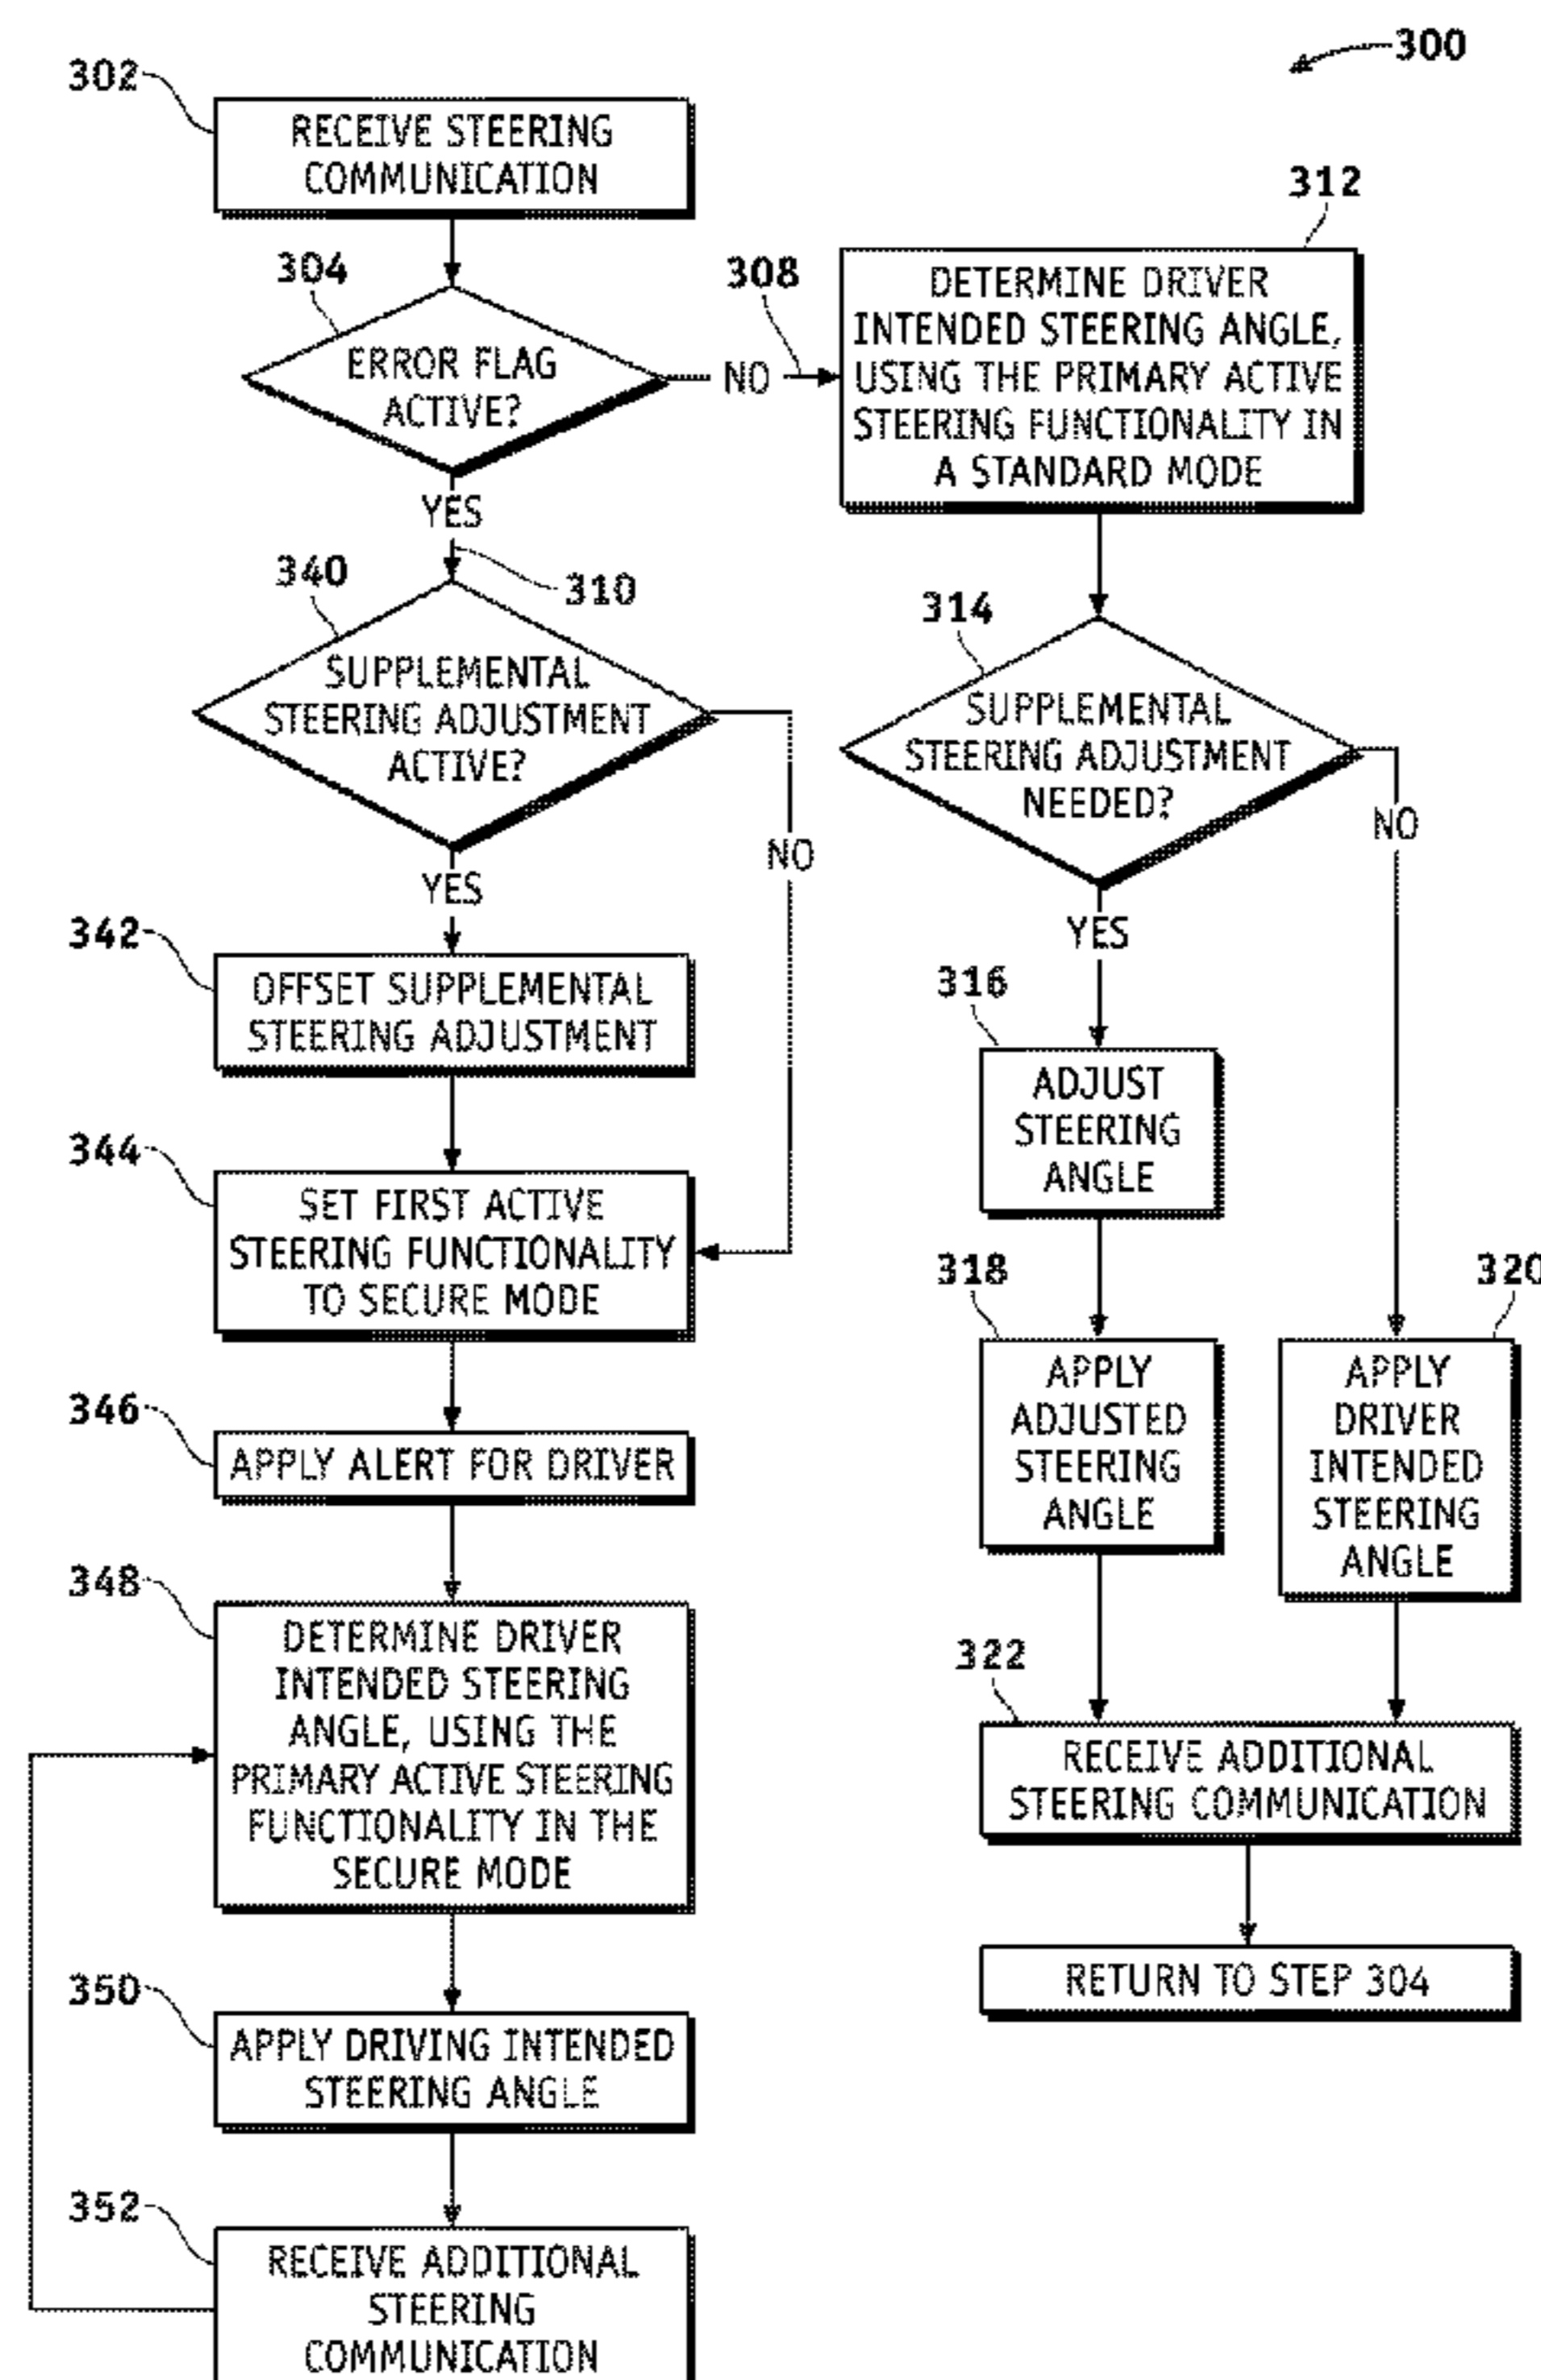 300
302
RECEIVE STEERING
COMMUNICATION
304
ERROR FLAG
ACTIVE?
NO
308
312
DETERMINE DRIVER
INTENDED STEERING ANGLE,
USING THE PRIMARY ACTIVE
STEERING FUNCTIONALITY IN
A STANDARD MODE
YES
310
340
SUPPLEMENTAL
STEERING ADJUSTMENT
ACTIVE?
NO
YES
342
OFFSET SUPPLEMENTAL
STEERING ADJUSTMENT
344
SET FIRST ACTIVE
STEERING FUNCTIONALITY
TO SECURE MODE
346
APPLY ALERT FOR DRIVER
348
DETERMINE DRIVER
INTENDED STEERING
ANGLE, USING THE
PRIMARY ACTIVE STEERING
FUNCTIONALITY IN THE
SECURE MODE
350
APPLY DRIVING INTENDED
STEERING ANGLE
352
RECEIVE ADDITIONAL
STEERING
COMMUNICATION
314
SUPPLEMENTAL
STEERING ADJUSTMENT
NEEDED?
NO
YES
316
ADJUST
STEERING
ANGLE
318
APPLY
ADJUSTED
STEERING
ANGLE
320
APPLY
DRIVER
INTENDED
STEERING
ANGLE
322
RECEIVE ADDITIONAL
STEERING COMMUNICATION
RETURN TO STEP 304